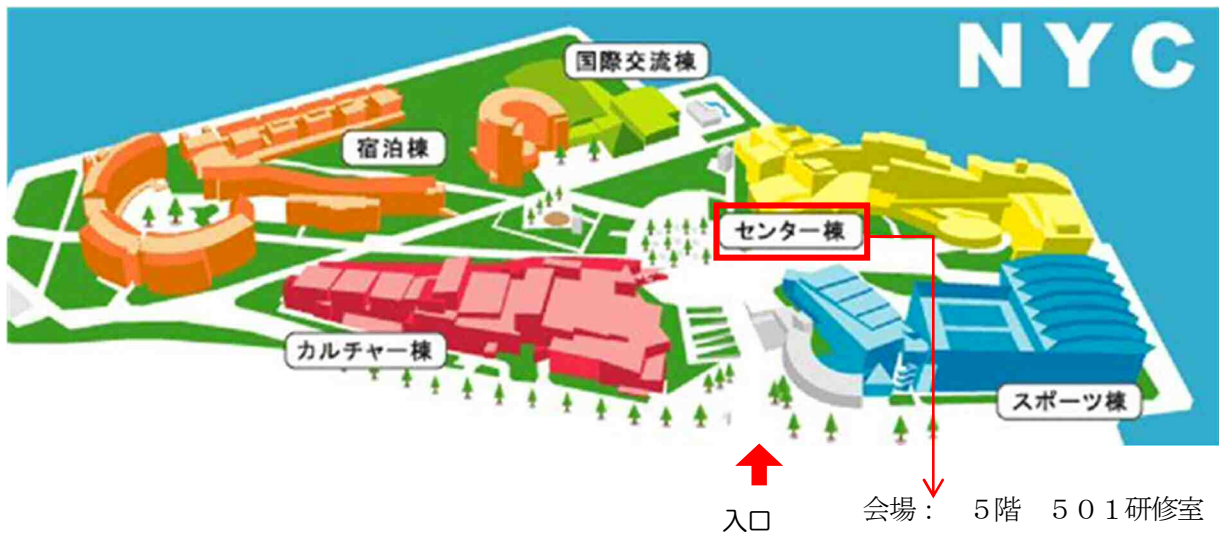 NYC
国際交流棟
宿泊棟
センター棟
カルチャー棟
スポーツ棟
入口
会場：　５階　５０１研修室